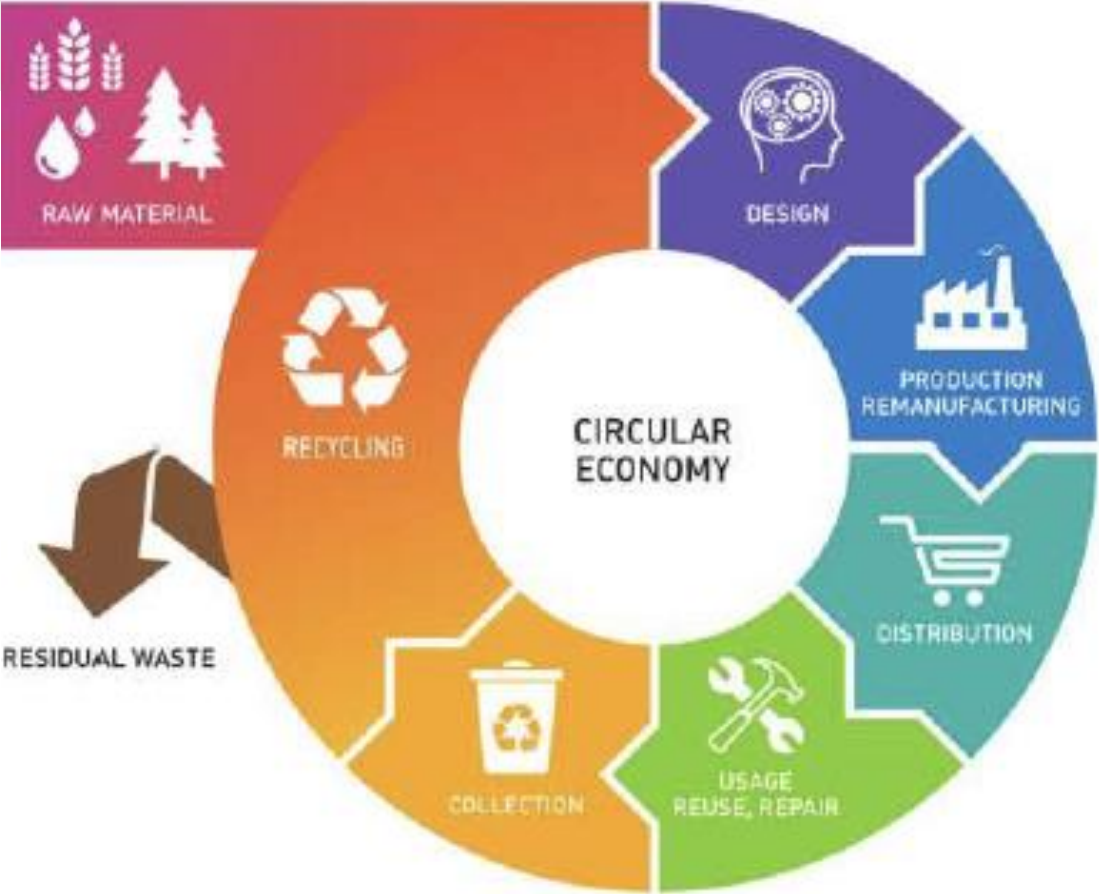 RAW MATERIAL
DESIGN
PRODUCTION
REMANUFACTURING
DISTRIBUTION
USAGE
REUSE, REPAIR
COLLECTION
RECYCLING
RESIDUAL WASTE
CIRCULAR
ECONOMY